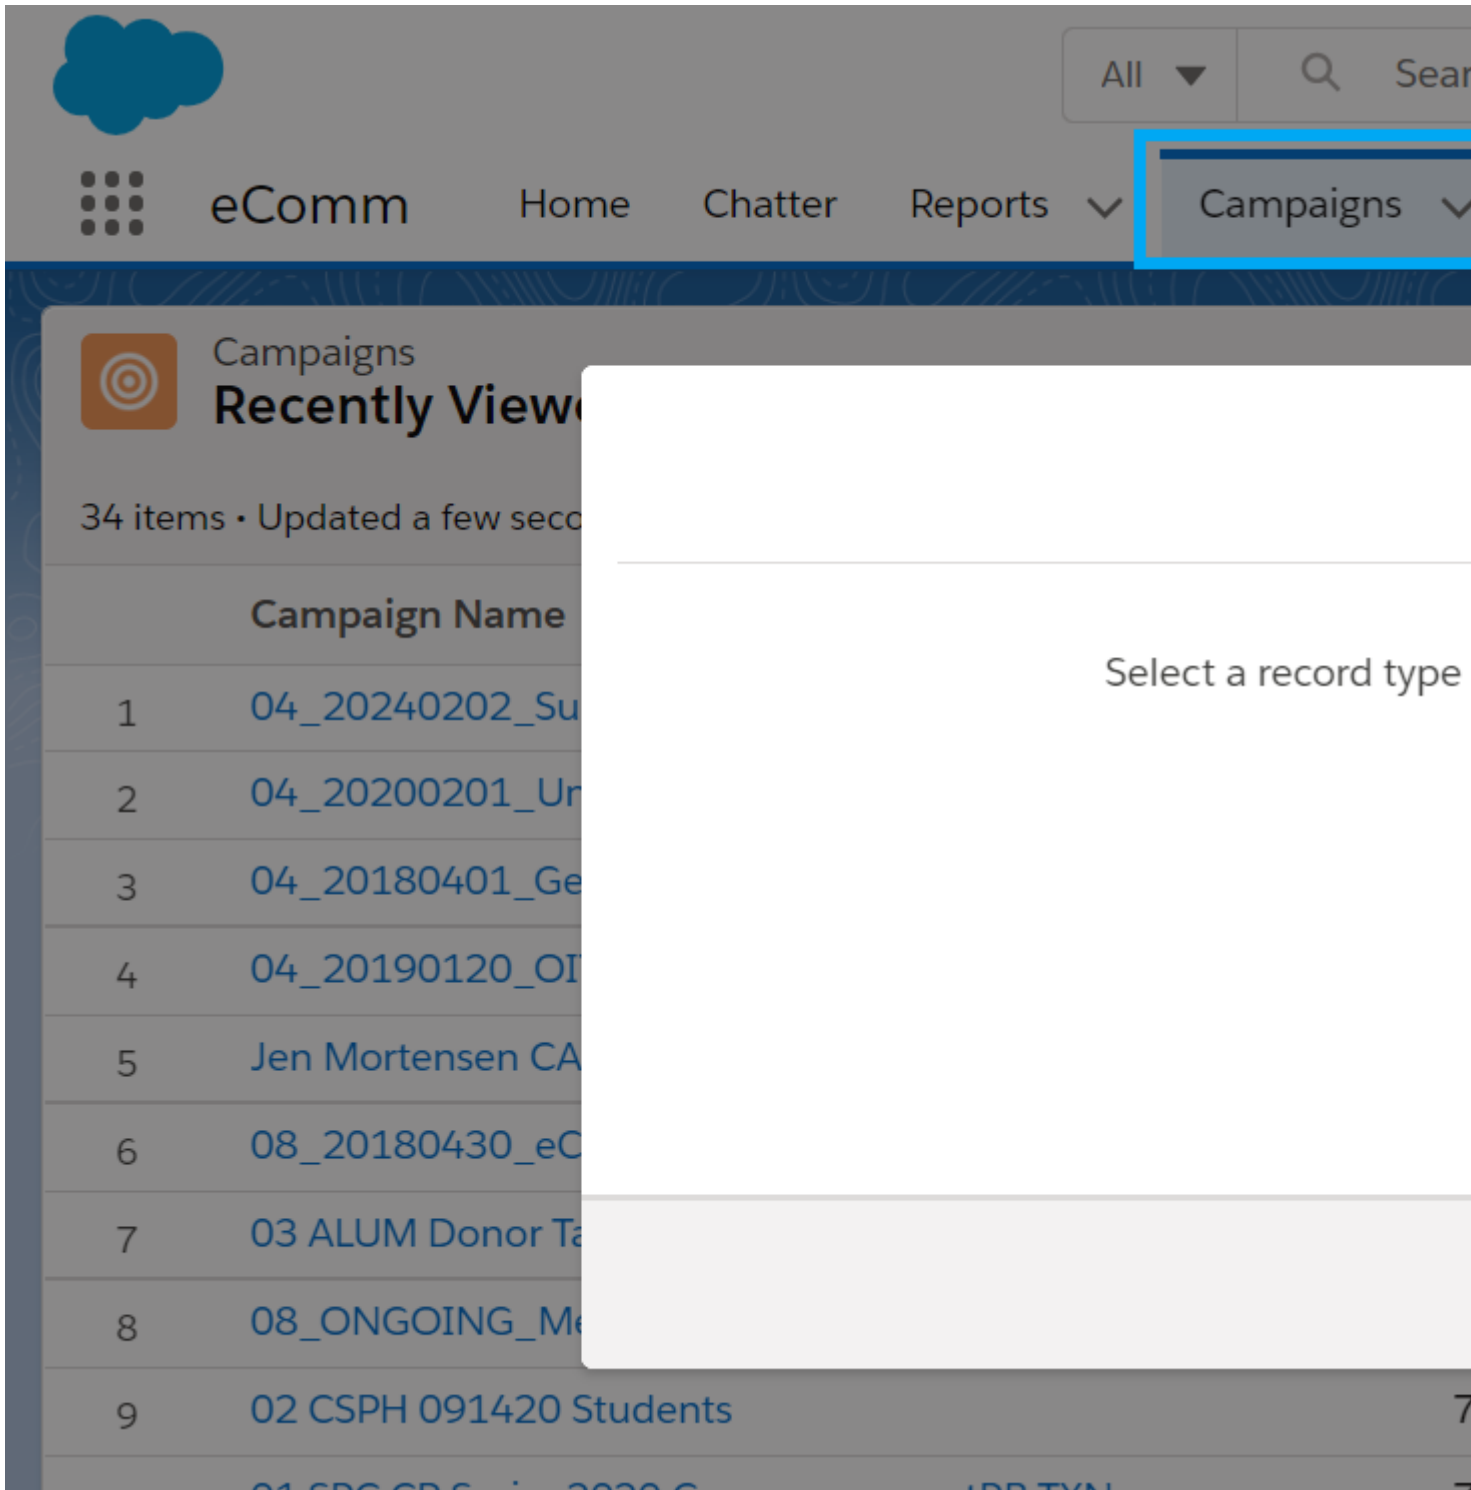 All Sear
eComm Home Chatter Reports Campaigns
Campaigns
Recently View
34 items • Updated a few seco
Campaign Name
Select a record type
1 04_20240202_Su
2 04_20200201_Un
3 04_20180401_Ge
4 04_20190120_OI
5 Jen Mortensen CA
6 08_20180430_eC
7 03 ALUM Donor Ta
8 08_ONGOING_Me
9 02 CSPH 091420 Students 7